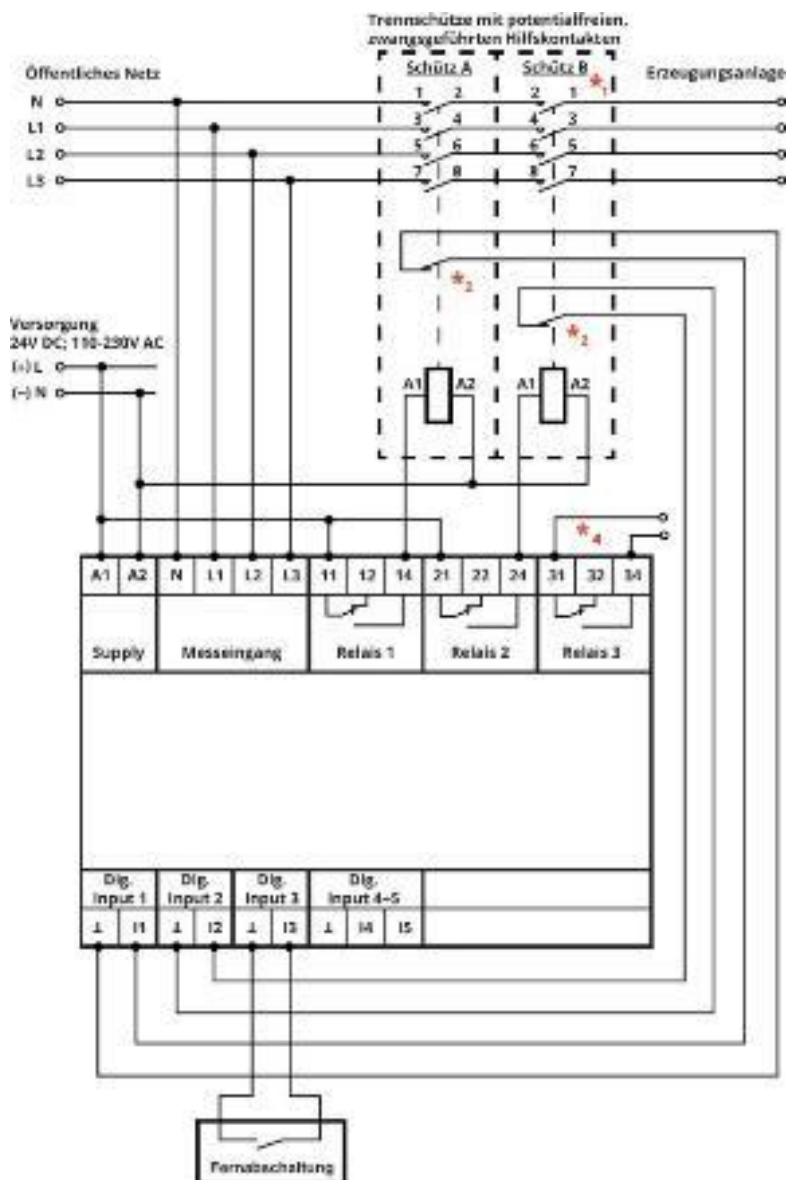 Trennschütze mit potentialfreien,
zwangsgeführten Hilfskontakten
Öffentliches Netz
Schütz A
Schütz B
Erzeugungsanlage
*1
N
1 2
2 1
L1
3 4
4 3
L2
5 6
6 5
L3
7 8
8 7
*2
*2
Versorgung
24V DC; 110-230V AC
(+) L
(−) N
A1 A2
A1 A2
*4
A1 A2 N L1 L2 L3 11 12 14 21 22 24 31 32 34
Supply Messeingang Relais 1 Relais 2 Relais 3
Dig. Input 1
Dig. Input 2
Dig. Input 3
Dig. Input 4-5
⊥ I1 ⊥ I2 ⊥ I3 ⊥ I4 I5
Fernabschaltung